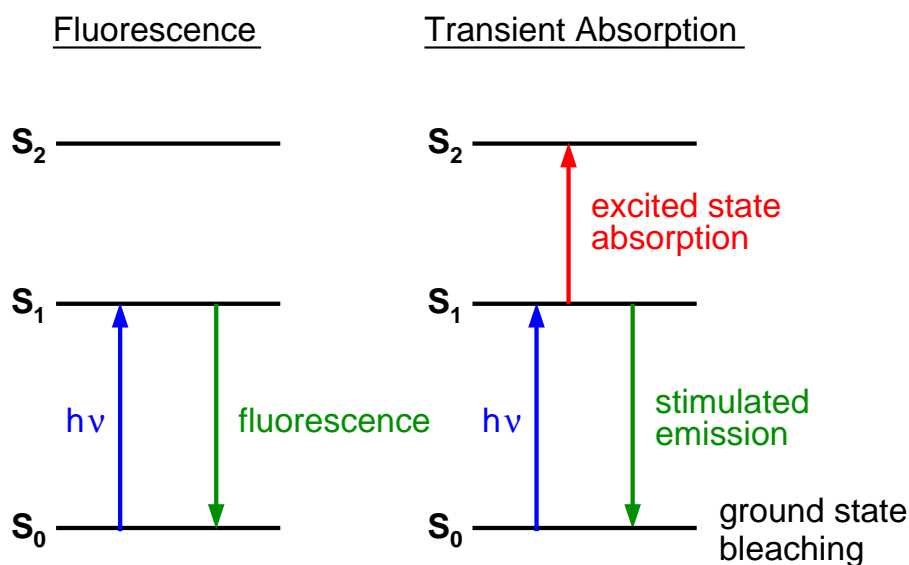 Fluorescence
Transient Absorption
S₂
S₂
excited state
absorption
S₁
S₁
hν
fluorescence
hν
stimulated
emission
S₀
S₀
ground state
bleaching